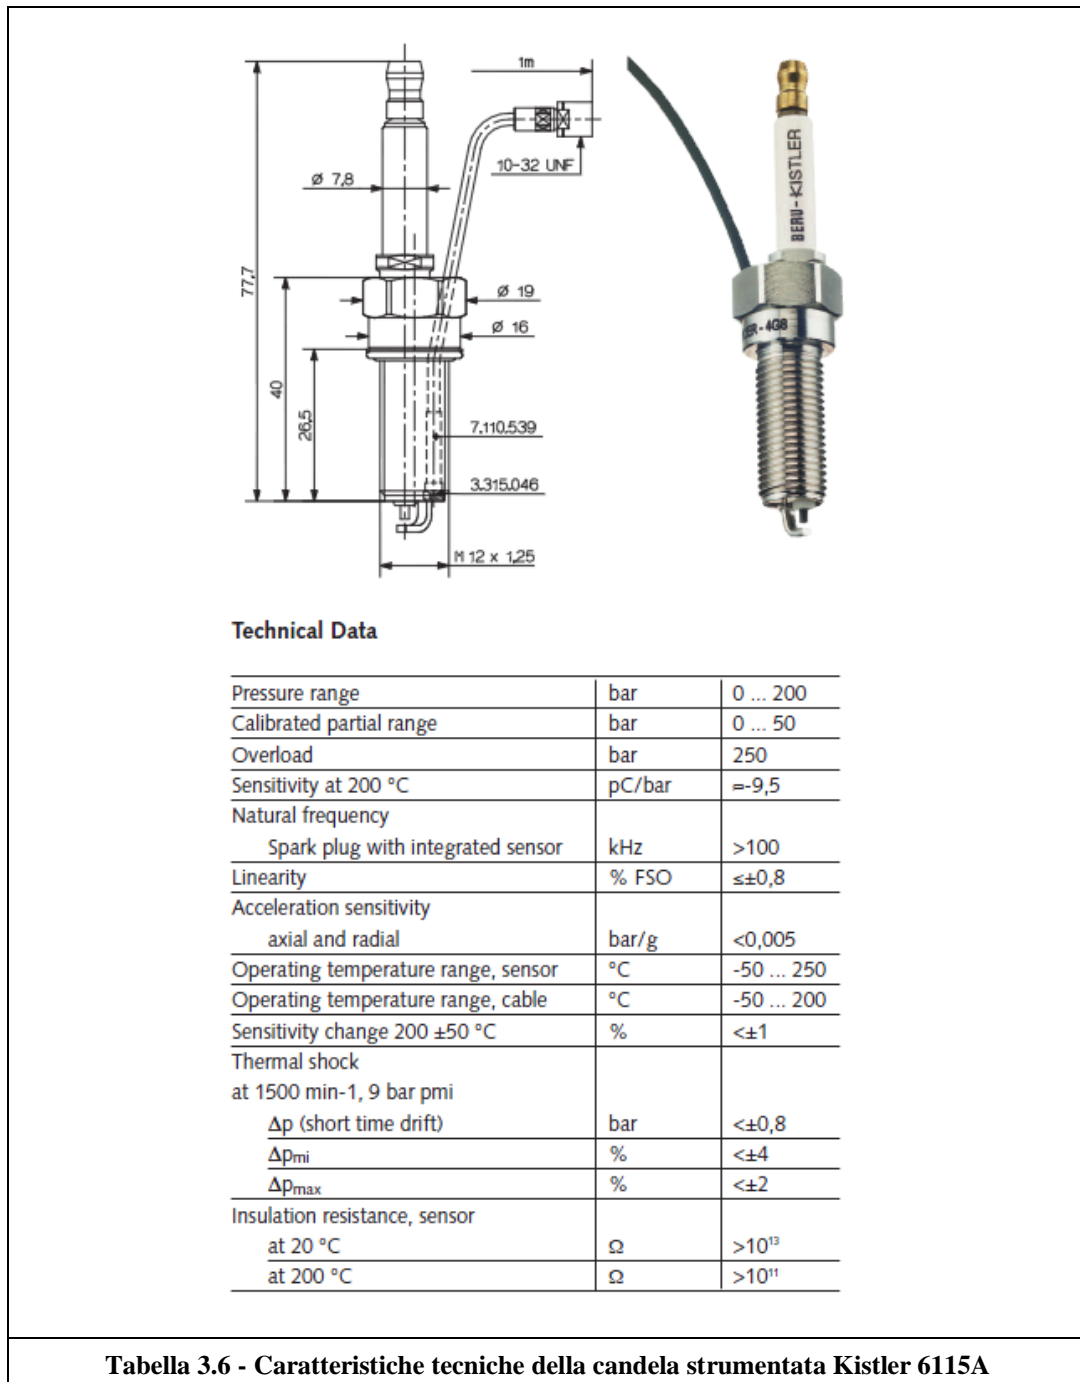 1m
10-32 UNF
Ø 7,8
77,7
Ø 19
Ø 16
40
26,5
7.110.539
3.315.046
M 12 x 1,25
BERU - KISTLER
ER - 4G8
Technical Data
Pressure range bar 0 ... 200
Calibrated partial range bar 0 ... 50
Overload bar 250
Sensitivity at 200 °C pC/bar =-9,5
Natural frequency
Spark plug with integrated sensor kHz >100
Linearity % FSO ≤±0,8
Acceleration sensitivity
axial and radial bar/g <0,005
Operating temperature range, sensor °C -50 ... 250
Operating temperature range, cable °C -50 ... 200
Sensitivity change 200 ±50 °C % <±1
Thermal shock
at 1500 min-1, 9 bar pmi
Δp (short time drift) bar <±0,8
Δpmi % <±4
Δpmax % <±2
Insulation resistance, sensor
at 20 °C Ω >10¹³
at 200 °C Ω >10¹¹
Tabella 3.6 - Caratteristiche tecniche della candela strumentata Kistler 6115A